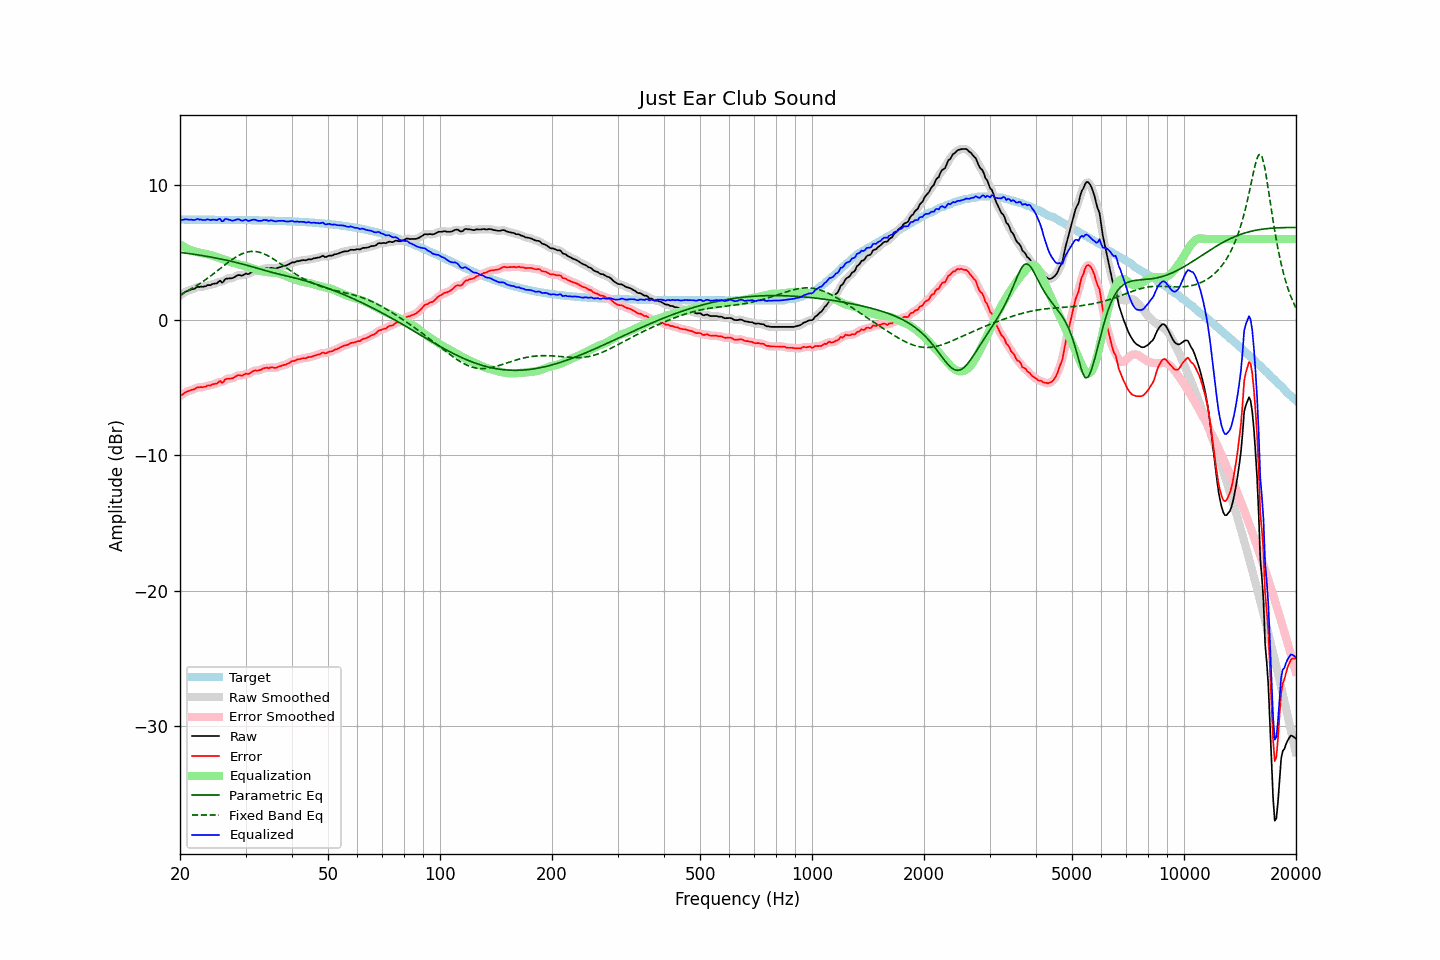 Just Ear Club Sound
Amplitude (dBr)
10
0
−10
−20
−30
Target
Raw Smoothed
Error Smoothed
Raw
Error
Equalization
Parametric Eq
Fixed Band Eq
Equalized
20 50 100 200 500 1000 2000 5000 10000 20000
Frequency (Hz)